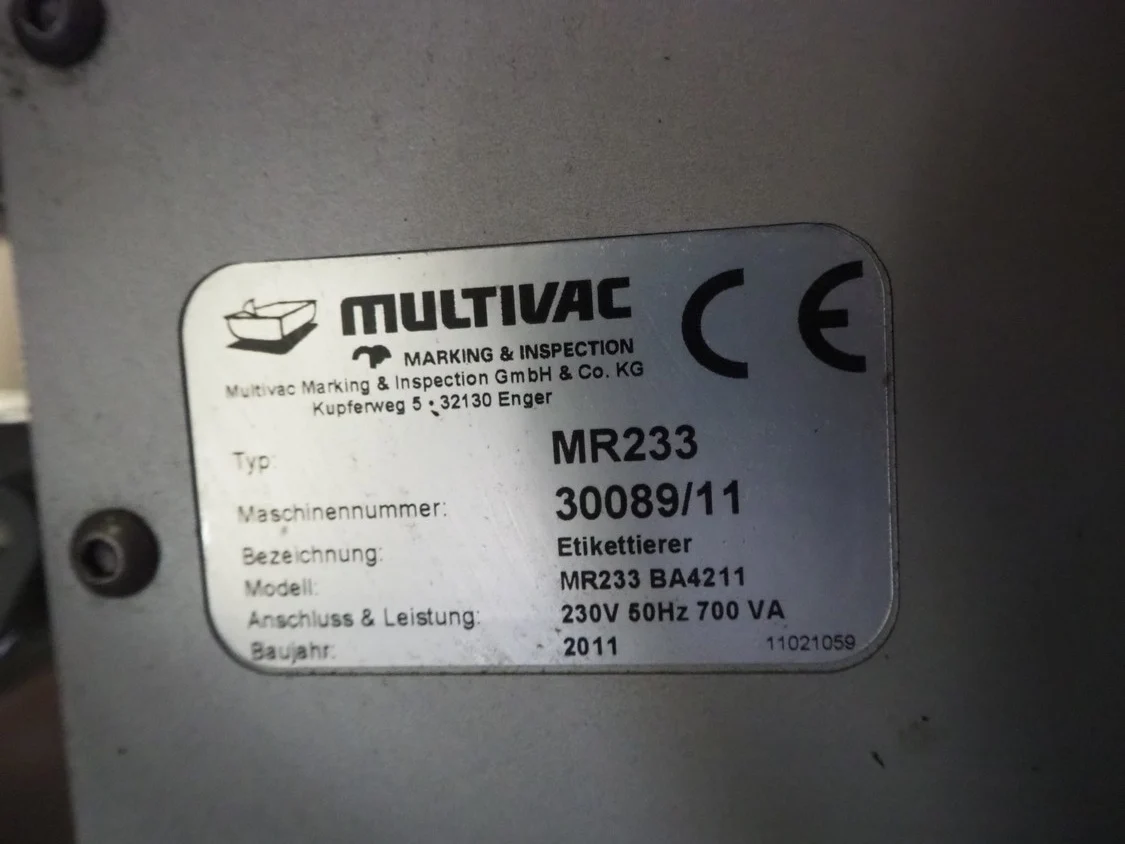 MULTIVAC
MARKING & INSPECTION
Multivac Marking & Inspection GmbH & Co. KG
Kupferweg 5 • 32130 Enger
CE
Typ: MR233
Maschinennummer: 30089/11
Bezeichnung: Etikettierer
Modell: MR233 BA4211
Anschluss & Leistung: 230V 50Hz 700 VA
Baujahr: 2011 11021059